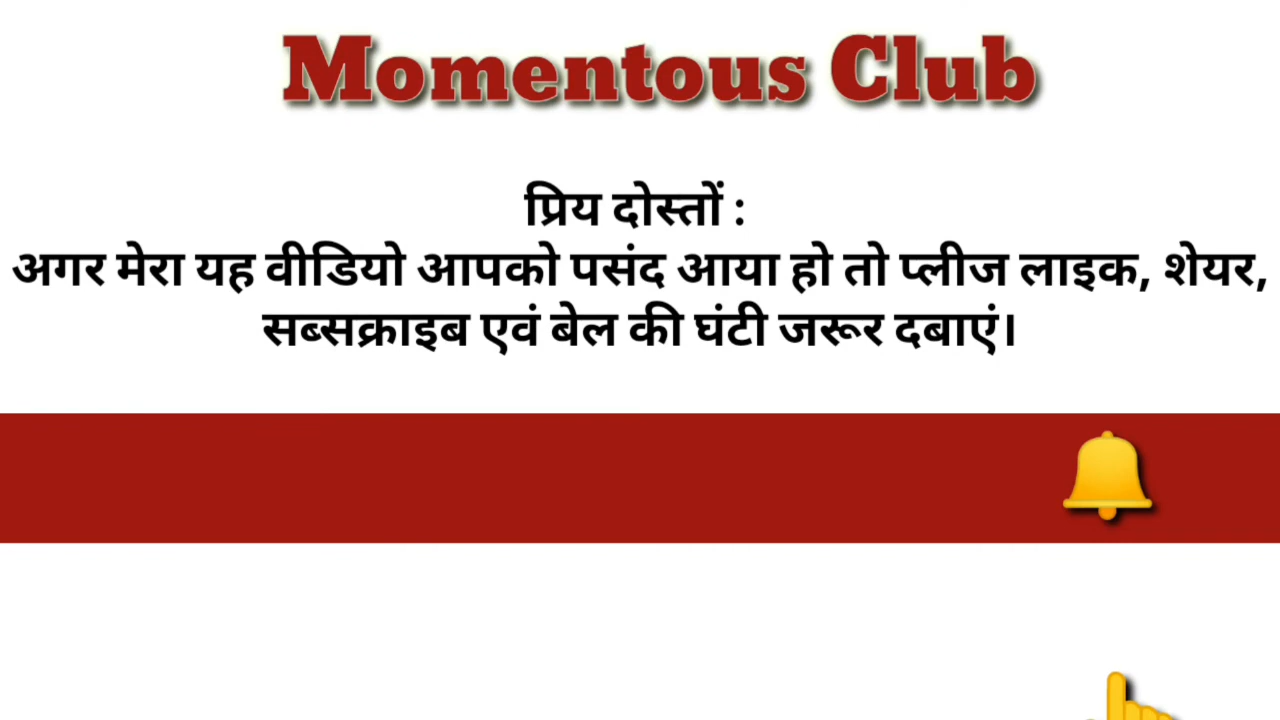 Momentous Club
प्रिय दोस्तों :
अगर मेरा यह वीडियो आपको पसंद आया हो तो प्लीज लाइक, शेयर,
सब्सक्राइब एवं बेल की घंटी जरूर दबाएं।